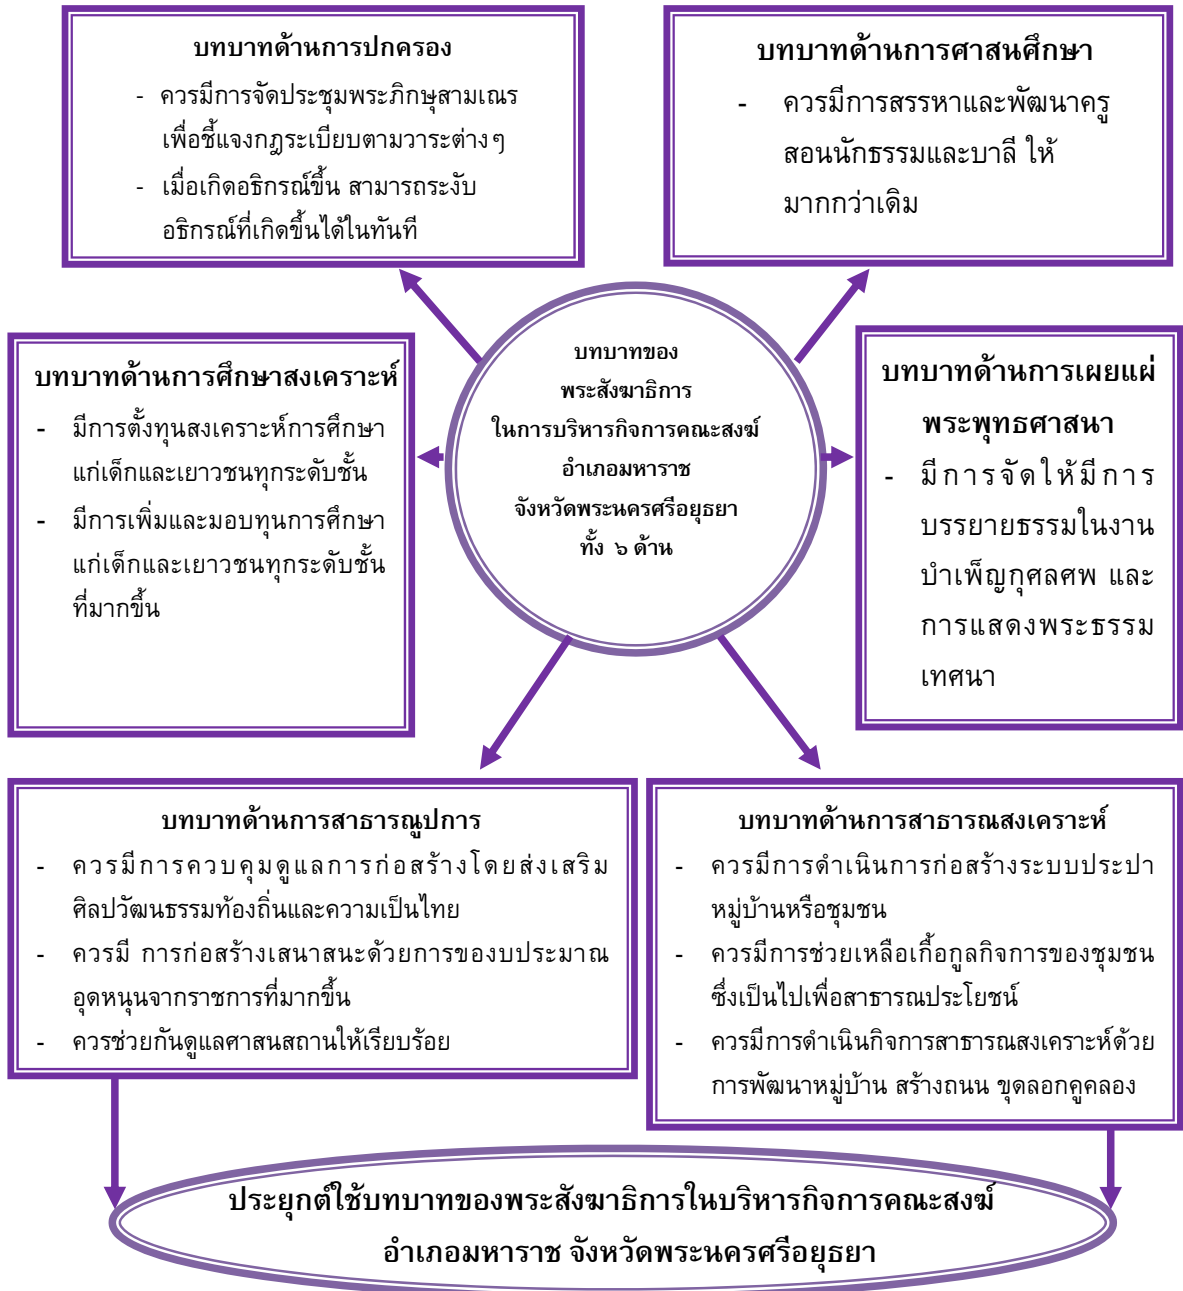 บทบาทด้านการปกครอง
- ควรมีการจัดประชุมพระภิกษุสามเณร
เพื่อชี้แจงกฎระเบียบตามวาระต่างๆ
- เมื่อเกิดอธิกรณ์ขึ้น สามารถระงับ
อธิกรณ์ที่เกิดขึ้นได้ในทันที
บทบาทด้านการศาสนศึกษา
- ควรมีการสรรหาและพัฒนาครู
สอนนักธรรมและบาลี ให้
มากกว่าเดิม
บทบาทของ
พระสังฆาธิการ
ในการบริหารกิจการคณะสงฆ์
อำเภอมหาราช
จังหวัดพระนครศรีอยุธยา
ทั้ง ๖ ด้าน
บทบาทด้านการศึกษาสงเคราะห์
- มีการตั้งทุนสงเคราะห์การศึกษา
แก่เด็กและเยาวชนทุกระดับชั้น
- มีการเพิ่มและมอบทุนการศึกษา
แก่เด็กและเยาวชนทุกระดับชั้น
ที่มากขึ้น
บทบาทด้านการเผยแผ่
พระพุทธศาสนา
- มีการจัดให้มีการ
บรรยายธรรมในงาน
บำเพ็ญกุศลศพ และ
การแสดงพระธรรม
เทศนา
บทบาทด้านการสาธารณูปการ
- ควรมีการควบคุมดูแลการก่อสร้างโดยส่งเสริม
ศิลปวัฒนธรรมท้องถิ่นและความเป็นไทย
- ควรมี การก่อสร้างเสนาสนะด้วยการของบประมาณ
อุดหนุนจากราชการที่มากขึ้น
- ควรช่วยกันดูแลศาสนสถานให้เรียบร้อย
บทบาทด้านการสาธารณสงเคราะห์
- ควรมีการดำเนินการก่อสร้างระบบประปา
หมู่บ้านหรือชุมชน
- ควรมีการช่วยเหลือเกื้อกูลกิจการของชุมชน
ซึ่งเป็นไปเพื่อสาธารณประโยชน์
- ควรมีการดำเนินกิจการสาธารณสงเคราะห์ด้วย
การพัฒนาหมู่บ้าน สร้างถนน ขุดลอกคูคลอง
ประยุกต์ใช้บทบาทของพระสังฆาธิการในบริหารกิจการคณะสงฆ์
อำเภอมหาราช จังหวัดพระนครศรีอยุธยา